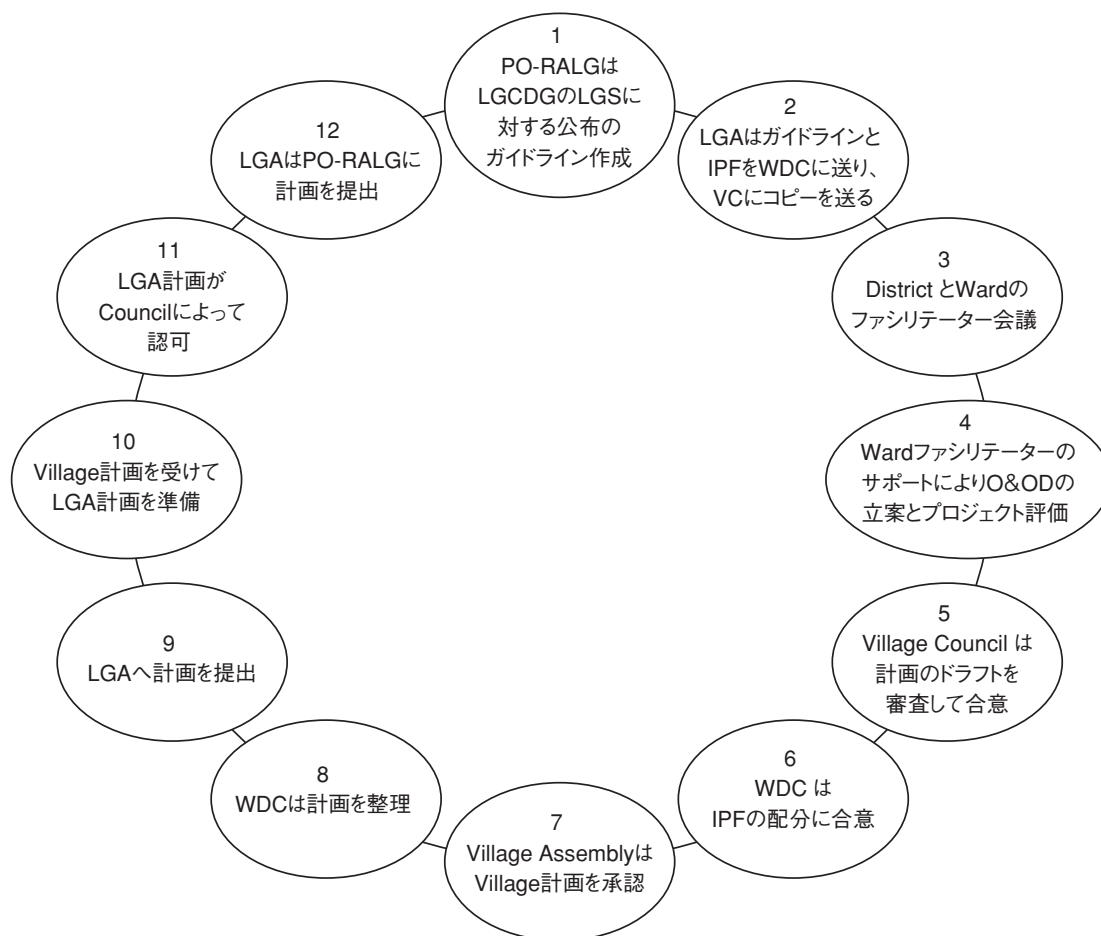 1
PO-RALGは
LGCDGのLGSに
対する公布の
ガイドライン作成
2
LGAはガイドラインと
IPFをWDCに送り、
VCにコピーを送る
3
District とWardの
ファシリテーター会議
4
Wardファシリテーターの
サポートによりO&ODの
立案とプロジェクト評価
5
Village Council は
計画のドラフトを
審査して合意
6
WDC は
IPFの配分に合意
7
Village Assemblyは
Village計画を承認
8
WDCは計画を整理
9
LGAへ計画を提出
10
Village計画を受けて
LGA計画を準備
11
LGA計画が
Councilによって
認可
12
LGAはPO-RALGに
計画を提出